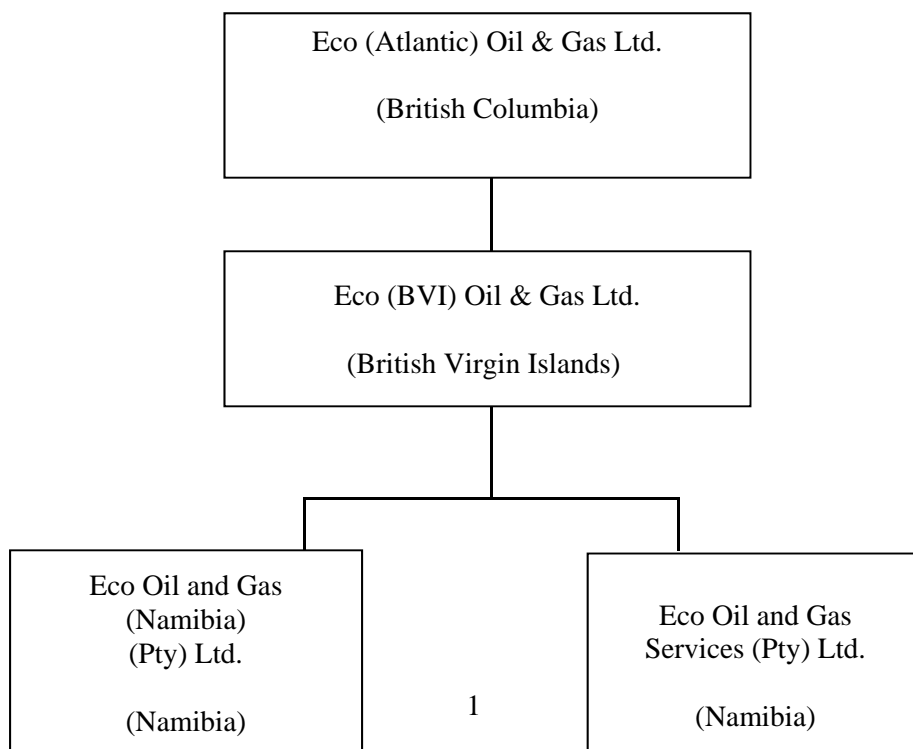 Eco (Atlantic) Oil & Gas Ltd.
(British Columbia)
Eco (BVI) Oil & Gas Ltd.
(British Virgin Islands)
Eco Oil and Gas
(Namibia)
(Pty) Ltd.
(Namibia)
Eco Oil and Gas
Services (Pty) Ltd.
(Namibia)
1